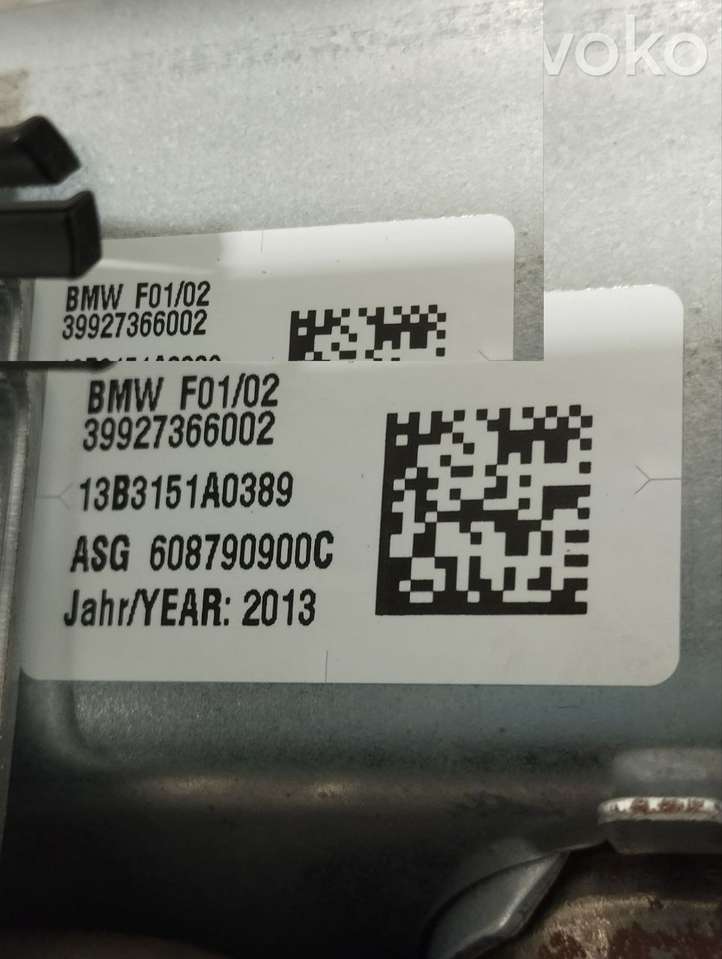 voko
BMW F01/02
39927366002
BMW F01/02
39927366002
13B3151A0389
ASG 608790900C
Jahr/YEAR: 2013